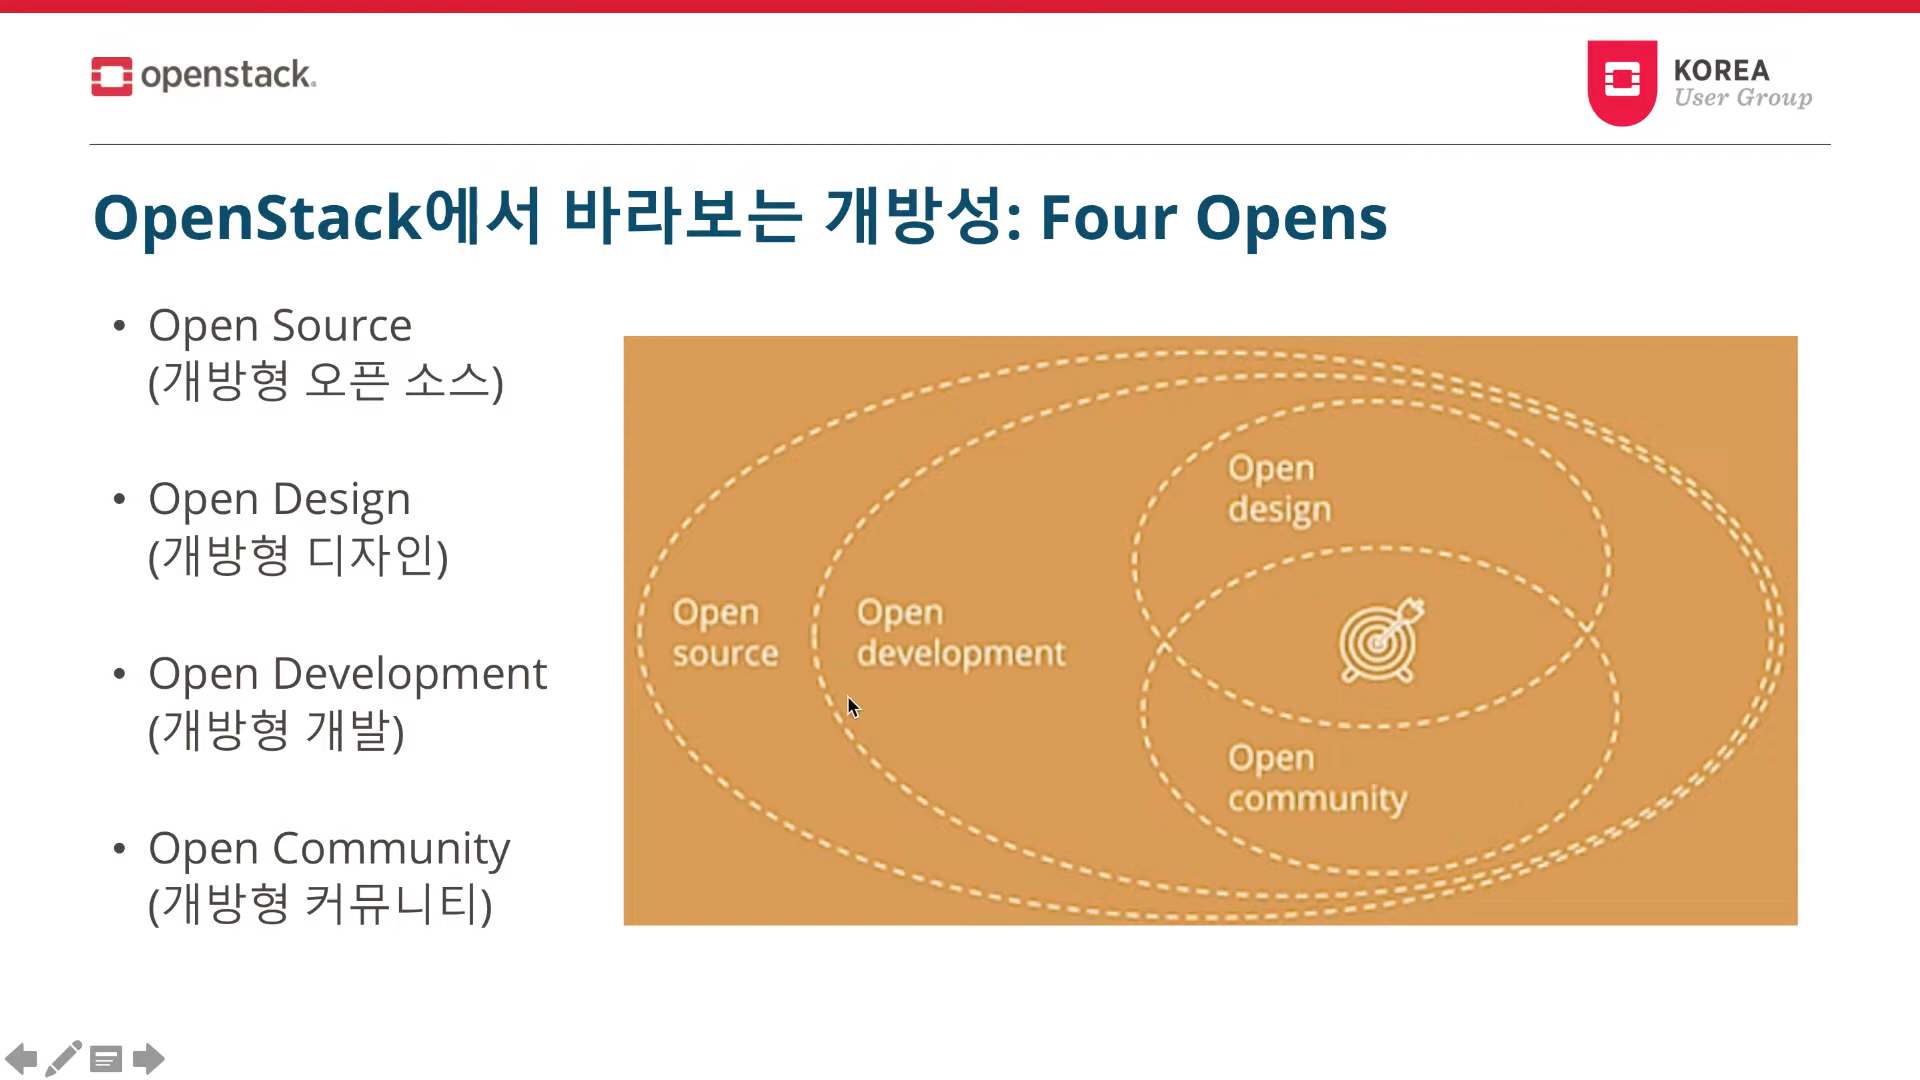 openstack.
KOREA
User Group
OpenStack에서 바라보는 개방성: Four Opens
• Open Source
(개방형 오픈 소스)
• Open Design
(개방형 디자인)
• Open Development
(개방형 개발)
• Open Community
(개방형 커뮤니티)
Open
design
Open
source
Open
development
Open
community